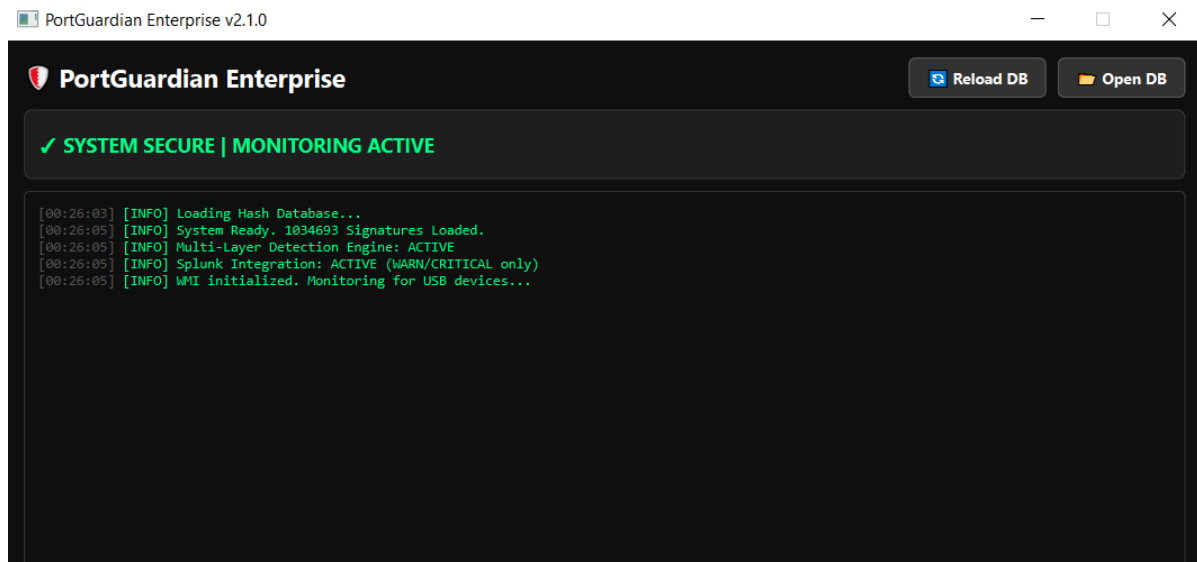 PortGuardian Enterprise v2.1.0
PortGuardian Enterprise
Reload DB
Open DB
✓ SYSTEM SECURE | MONITORING ACTIVE
[00:26:03] [INFO] Loading Hash Database...
[00:26:05] [INFO] System Ready. 1034693 Signatures Loaded.
[00:26:05] [INFO] Multi-Layer Detection Engine: ACTIVE
[00:26:05] [INFO] Splunk Integration: ACTIVE (WARN/CRITICAL only)
[00:26:05] [INFO] WMI initialized. Monitoring for USB devices...